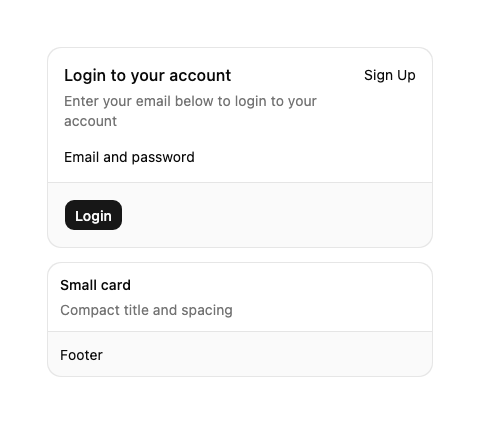 Login to your account
Sign Up
Enter your email below to login to your
account
Email and password
Login
Small card
Compact title and spacing
Footer